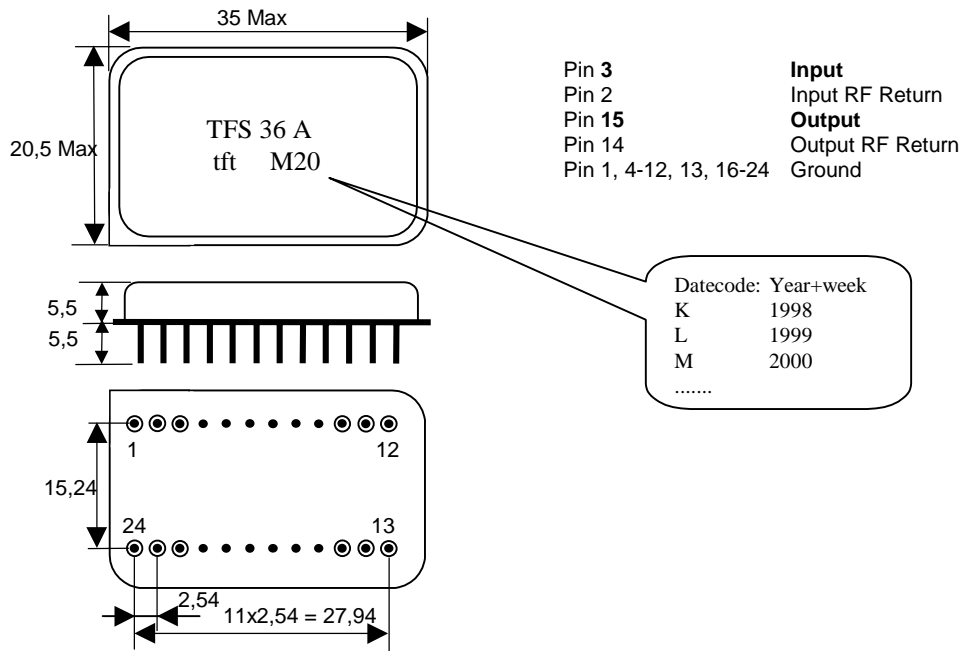 35 Max
20,5 Max
TFS 36 A
tft M20
Pin 3 Input
Pin 2 Input RF Return
Pin 15 Output
Pin 14 Output RF Return
Pin 1, 4-12, 13, 16-24 Ground
Datecode: Year+week
K 1998
L 1999
M 2000
.......
5,5
5,5
1 12
15,24
24 13
2,54
11x2,54 = 27,94